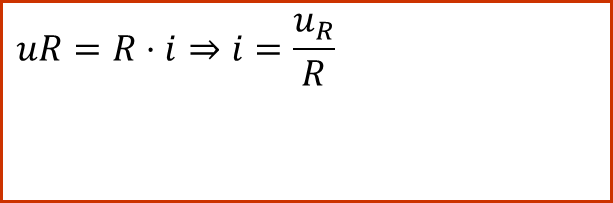 uR = R · i ⇒ i = u_R / R